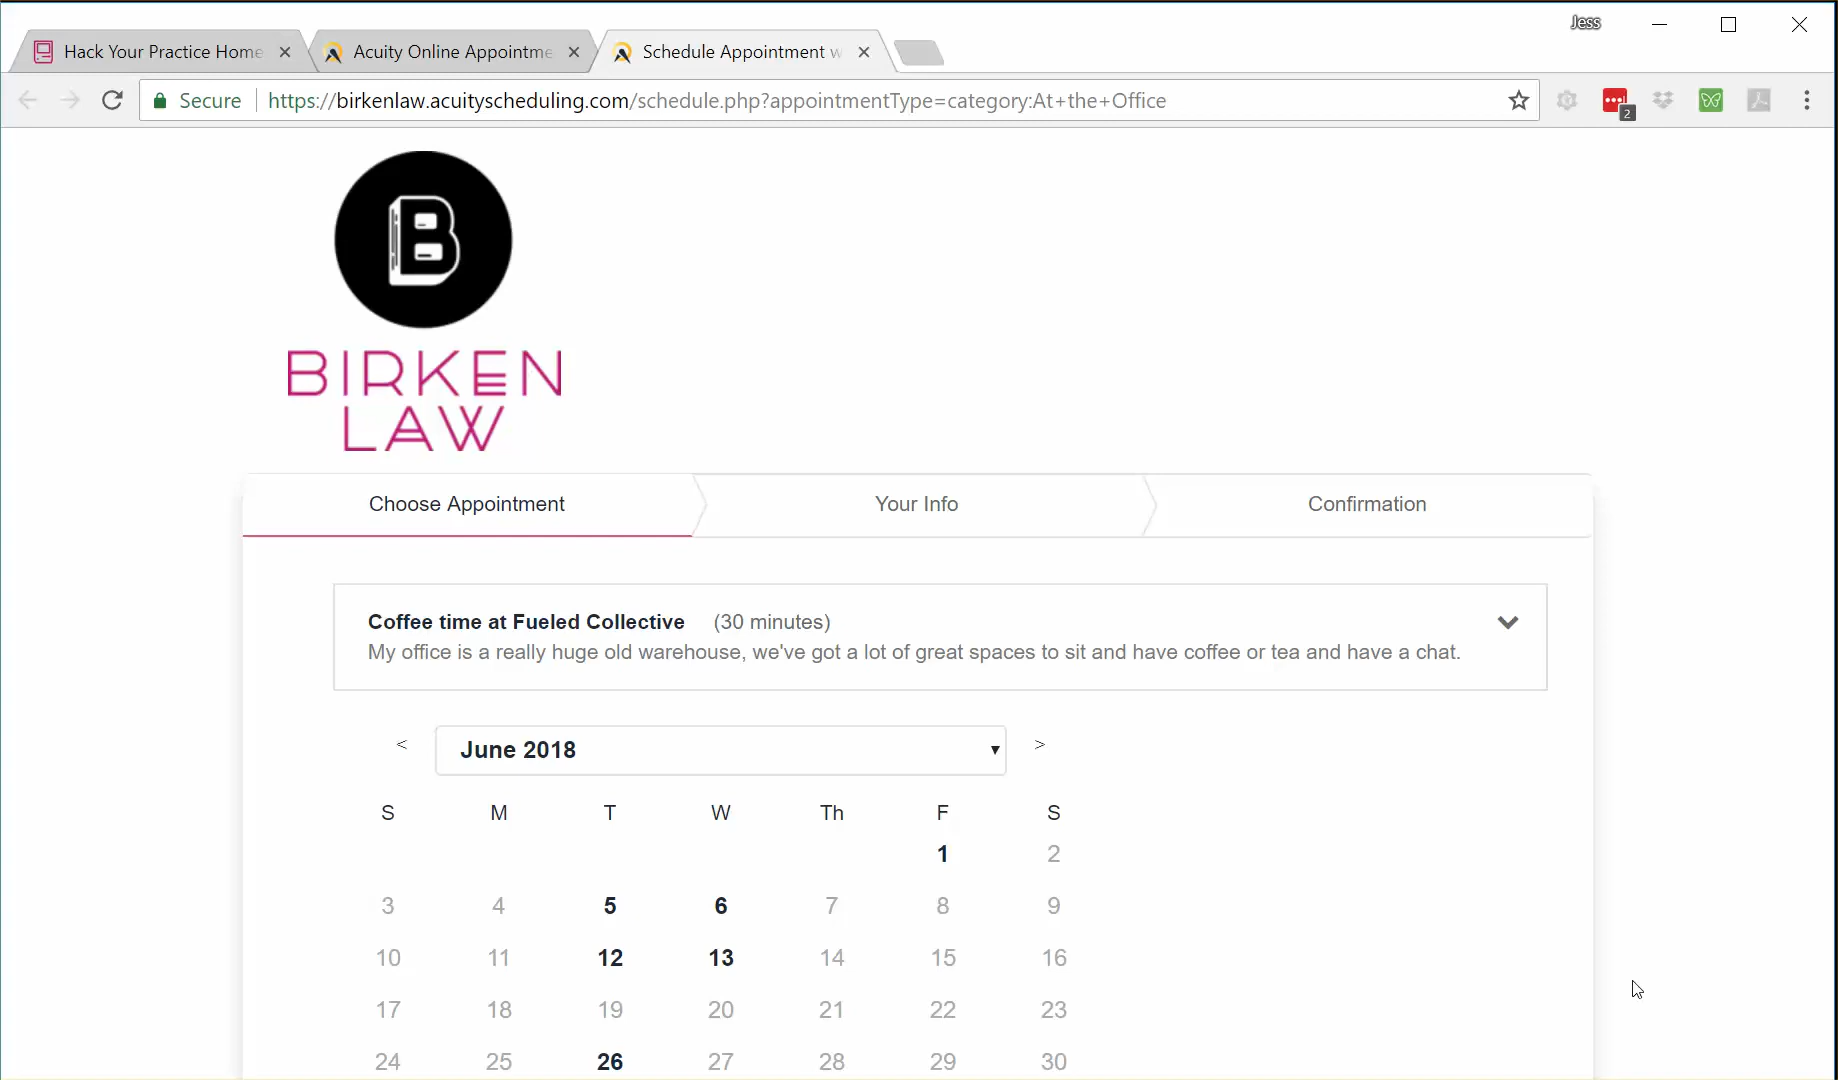 Jess
Hack Your Practice Home
Acuity Online Appointme
Schedule Appointment w
Secure https://birkenlaw.acuityscheduling.com/schedule.php?appointmentType=category:At+the+Office
2
B
BIRKEN
LAW
Choose Appointment Your Info Confirmation
Coffee time at Fueled Collective (30 minutes)
My office is a really huge old warehouse, we've got a lot of great spaces to sit and have coffee or tea and have a chat.
< June 2018 >
S M T W Th F S
1 2
3 4 5 6 7 8 9
10 11 12 13 14 15 16
17 18 19 20 21 22 23
24 25 26 27 28 29 30